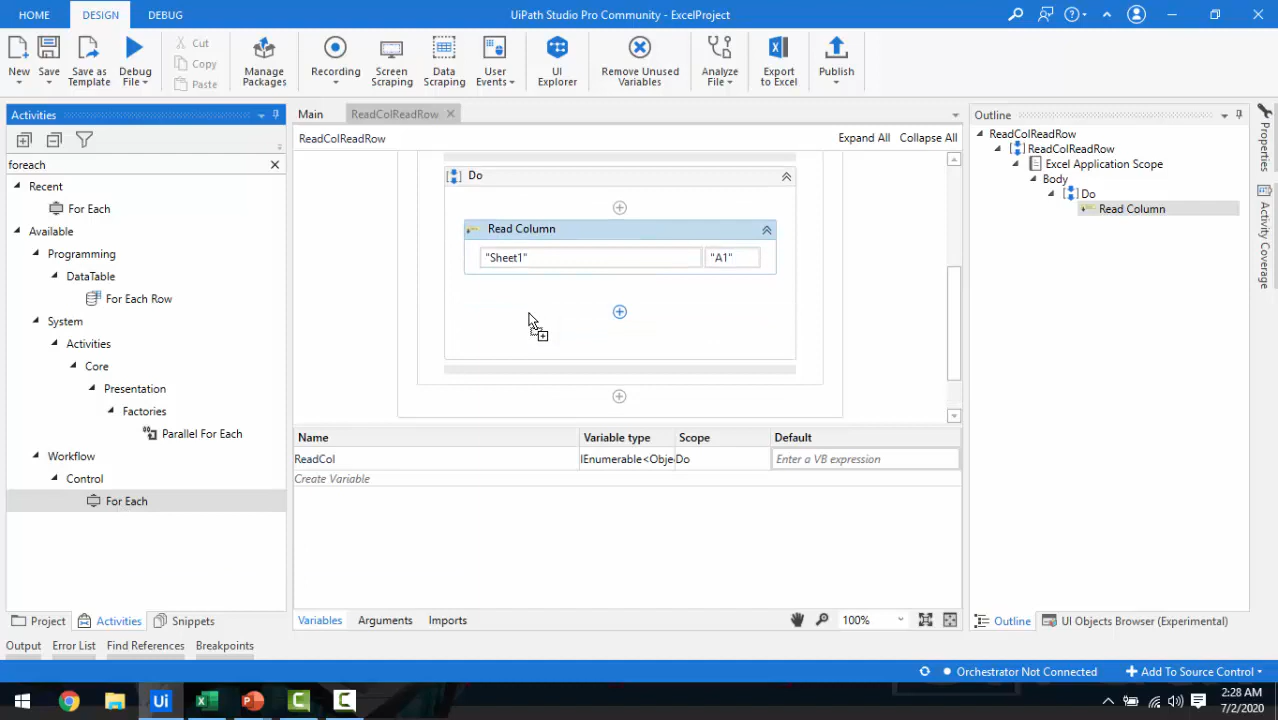 HOME DESIGN DEBUG UiPath Studio Pro Community - ExcelProject
New Save Save as Template Debug File Cut Copy Paste Manage Packages Recording Screen Scraping Data Scraping User Events UI Explorer Remove Unused Variables Analyze File Export to Excel Publish
Activities
foreach
Recent
For Each
Available
Programming
DataTable
For Each Row
System
Activities
Core
Presentation
Factories
Parallel For Each
Workflow
Control
For Each
Project Activities Snippets
Main ReadColReadRow
ReadColReadRow Expand All Collapse All
Do
Read Column
"Sheet1" "A1"
Name Variable type Scope Default
ReadCol IEnumerable<Obje Do Enter a VB expression
Create Variable
Variables Arguments Imports 100%
Outline
ReadColReadRow
ReadColReadRow
Excel Application Scope
Body
Do
Read Column
Outline UI Objects Browser (Experimental)
Properties
Activity Coverage
Output Error List Find References Breakpoints
Orchestrator Not Connected Add To Source Control
Ui
2:28 AM
7/2/2020